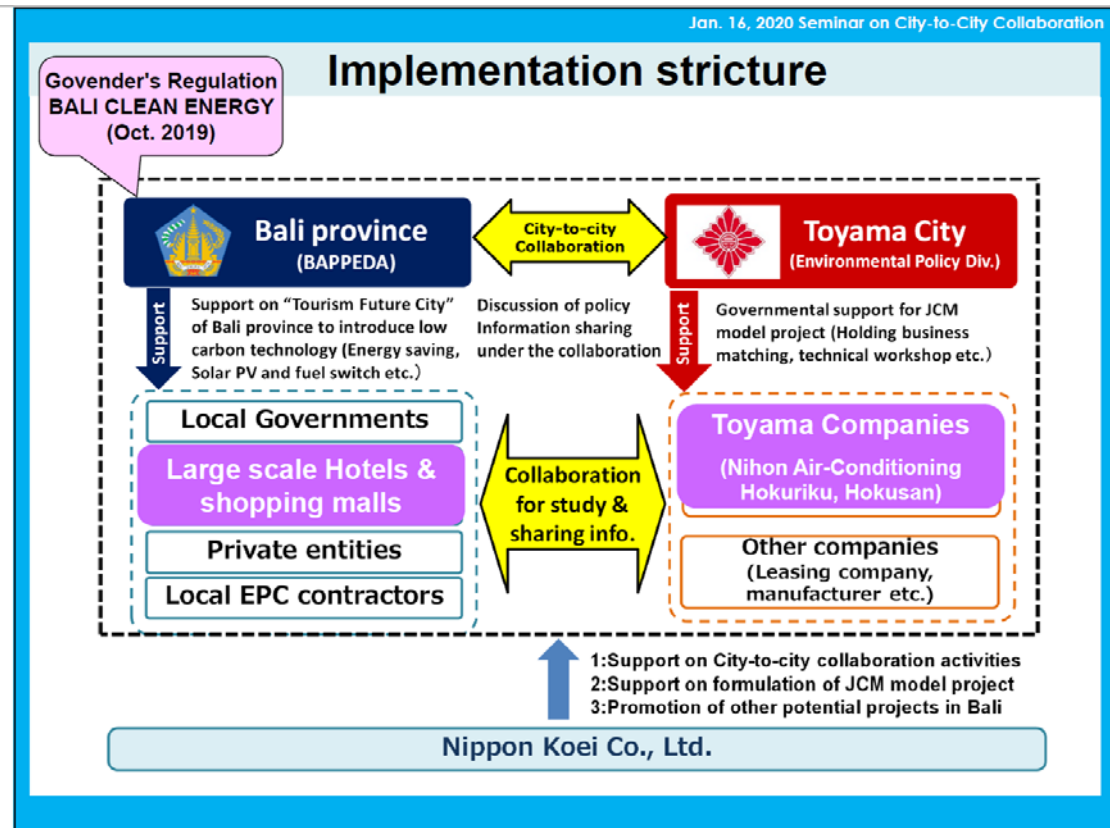 Jan. 16, 2020 Seminar on City-to-City Collaboration
Implementation stricture
Govender's Regulation
BALI CLEAN ENERGY
(Oct. 2019)
Bali province
(BAPPEDA)
City-to-city
Collaboration
Toyama City
(Environmental Policy Div.)
Support
Support on “Tourism Future City”
of Bali province to introduce low
carbon technology (Energy saving,
Solar PV and fuel switch etc.)
Discussion of policy
Information sharing
under the collaboration
Support
Governmental support for JCM
model project (Holding business
matching, technical workshop etc.)
Local Governments
Large scale Hotels &
shopping malls
Private entities
Local EPC contractors
Collaboration
for study &
sharing info.
Toyama Companies
(Nihon Air-Conditioning
Hokuriku, Hokusan)
Other companies
(Leasing company,
manufacturer etc.)
1:Support on City-to-city collaboration activities
2:Support on formulation of JCM model project
3:Promotion of other potential projects in Bali
Nippon Koei Co., Ltd.